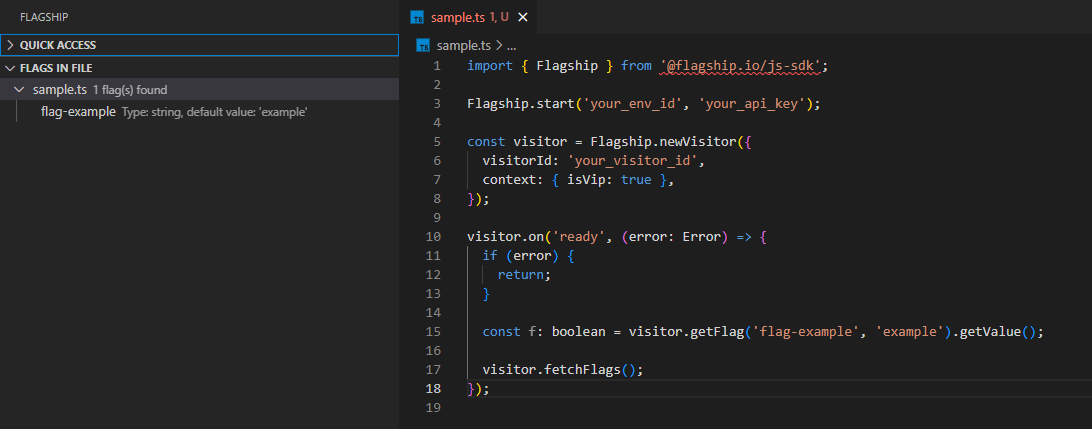 FLAGSHIP
QUICK ACCESS
FLAGS IN FILE
sample.ts 1 flag(s) found
flag-example Type: string, default value: 'example'
TS sample.ts 1, U
TS sample.ts > ...
1 import { Flagship } from '@flagship.io/js-sdk';
2
3 Flagship.start('your_env_id', 'your_api_key');
4
5 const visitor = Flagship.newVisitor({
6   visitorId: 'your_visitor_id',
7   context: { isVip: true },
8 });
9
10 visitor.on('ready', (error: Error) => {
11   if (error) {
12     return;
13   }
14
15   const f: boolean = visitor.getFlag('flag-example', 'example').getValue();
16
17   visitor.fetchFlags();
18 });
19